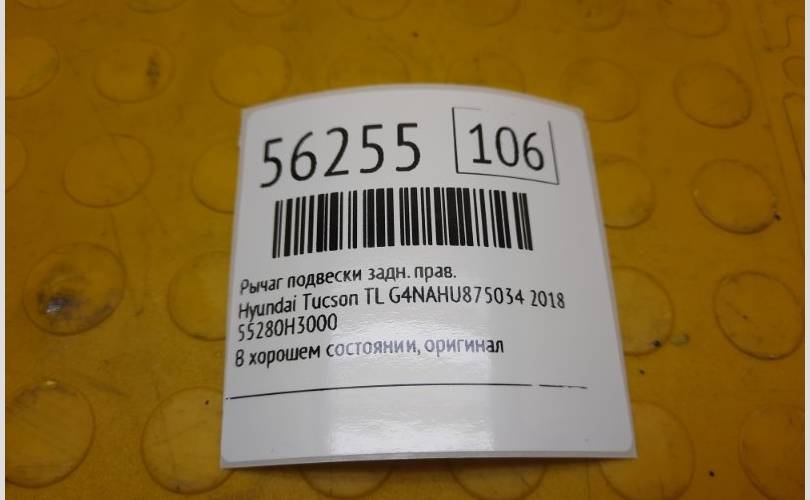 56255 106
Рычаг подвески задн. прав.
Hyundai Tucson TL G4NAHU875034 2018
55280H3000
В хорошем состоянии, оригинал